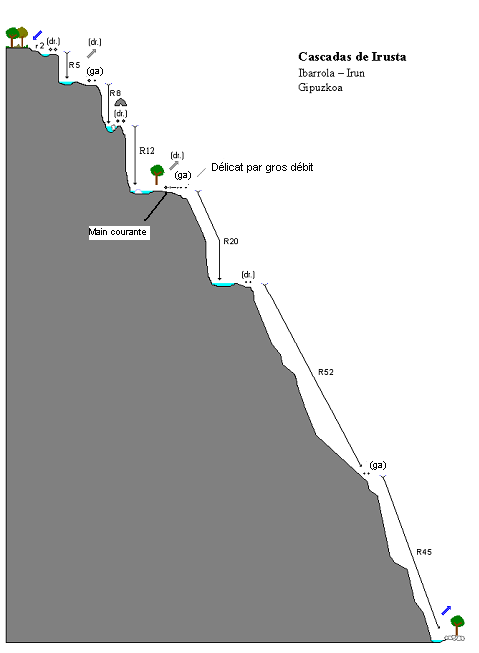 Cascadas de Irusta
Ibarrola – Irun
Gipuzkoa
r 2
(dr.)
(dr.)
R5
(ga)
R8
(dr.)
R12
(dr.)
(ga)
Délicat par gros débit
Main courante
R20
(dr.)
R52
(ga)
R45